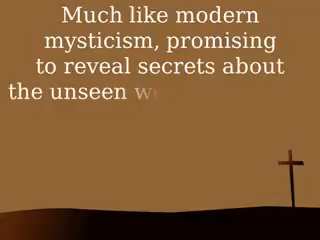 Much like modern
mysticism, promising
to reveal secrets about
the unseen